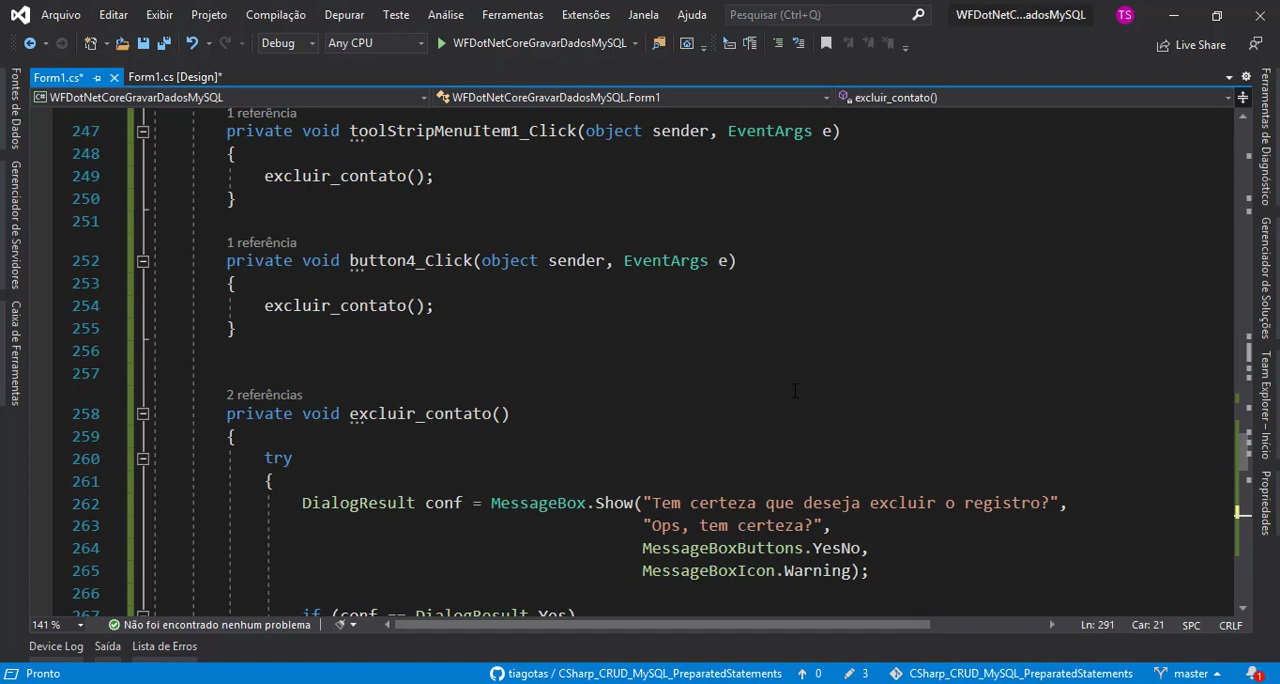 Arquivo Editar Exibir Projeto Compilação Depurar Teste Análise Ferramentas Extensões Janela Ajuda Pesquisar (Ctrl+Q) WFDotNetC...adosMySQL TS
Debug Any CPU WFDotNetCoreGravarDadosMySQL Live Share
Form1.cs* Form1.cs [Design]*
WFDotNetCoreGravarDadosMySQL WFDotNetCoreGravarDadosMySQL.Form1 excluir_contato()
1 referência
247 private void toolStripMenuItem1_Click(object sender, EventArgs e)
248 {
249 excluir_contato();
250 }
251
1 referência
252 private void button4_Click(object sender, EventArgs e)
253 {
254 excluir_contato();
255 }
256
257
2 referências
258 private void excluir_contato()
259 {
260 try
261 {
262 DialogResult conf = MessageBox.Show("Tem certeza que deseja excluir o registro?",
263 "Ops, tem certeza?",
264 MessageBoxButtons.YesNo,
265 MessageBoxIcon.Warning);
266
267 if (conf == DialogResult.Yes)
141 % Não foi encontrado nenhum problema Ln: 291 Car: 21 SPC CRLF
Device Log Saída Lista de Erros
Pronto tiagotas / CSharp_CRUD_MySQL_PreparatedStatements 0 3 CSharp_CRUD_MySQL_PreparatedStatements master 1
Fontes de Dados
Gerenciador de Servidores
Caixa de Ferramentas
Ferramentas de Diagnóstico
Gerenciador de Soluções
Team Explorer – Início
Propriedades